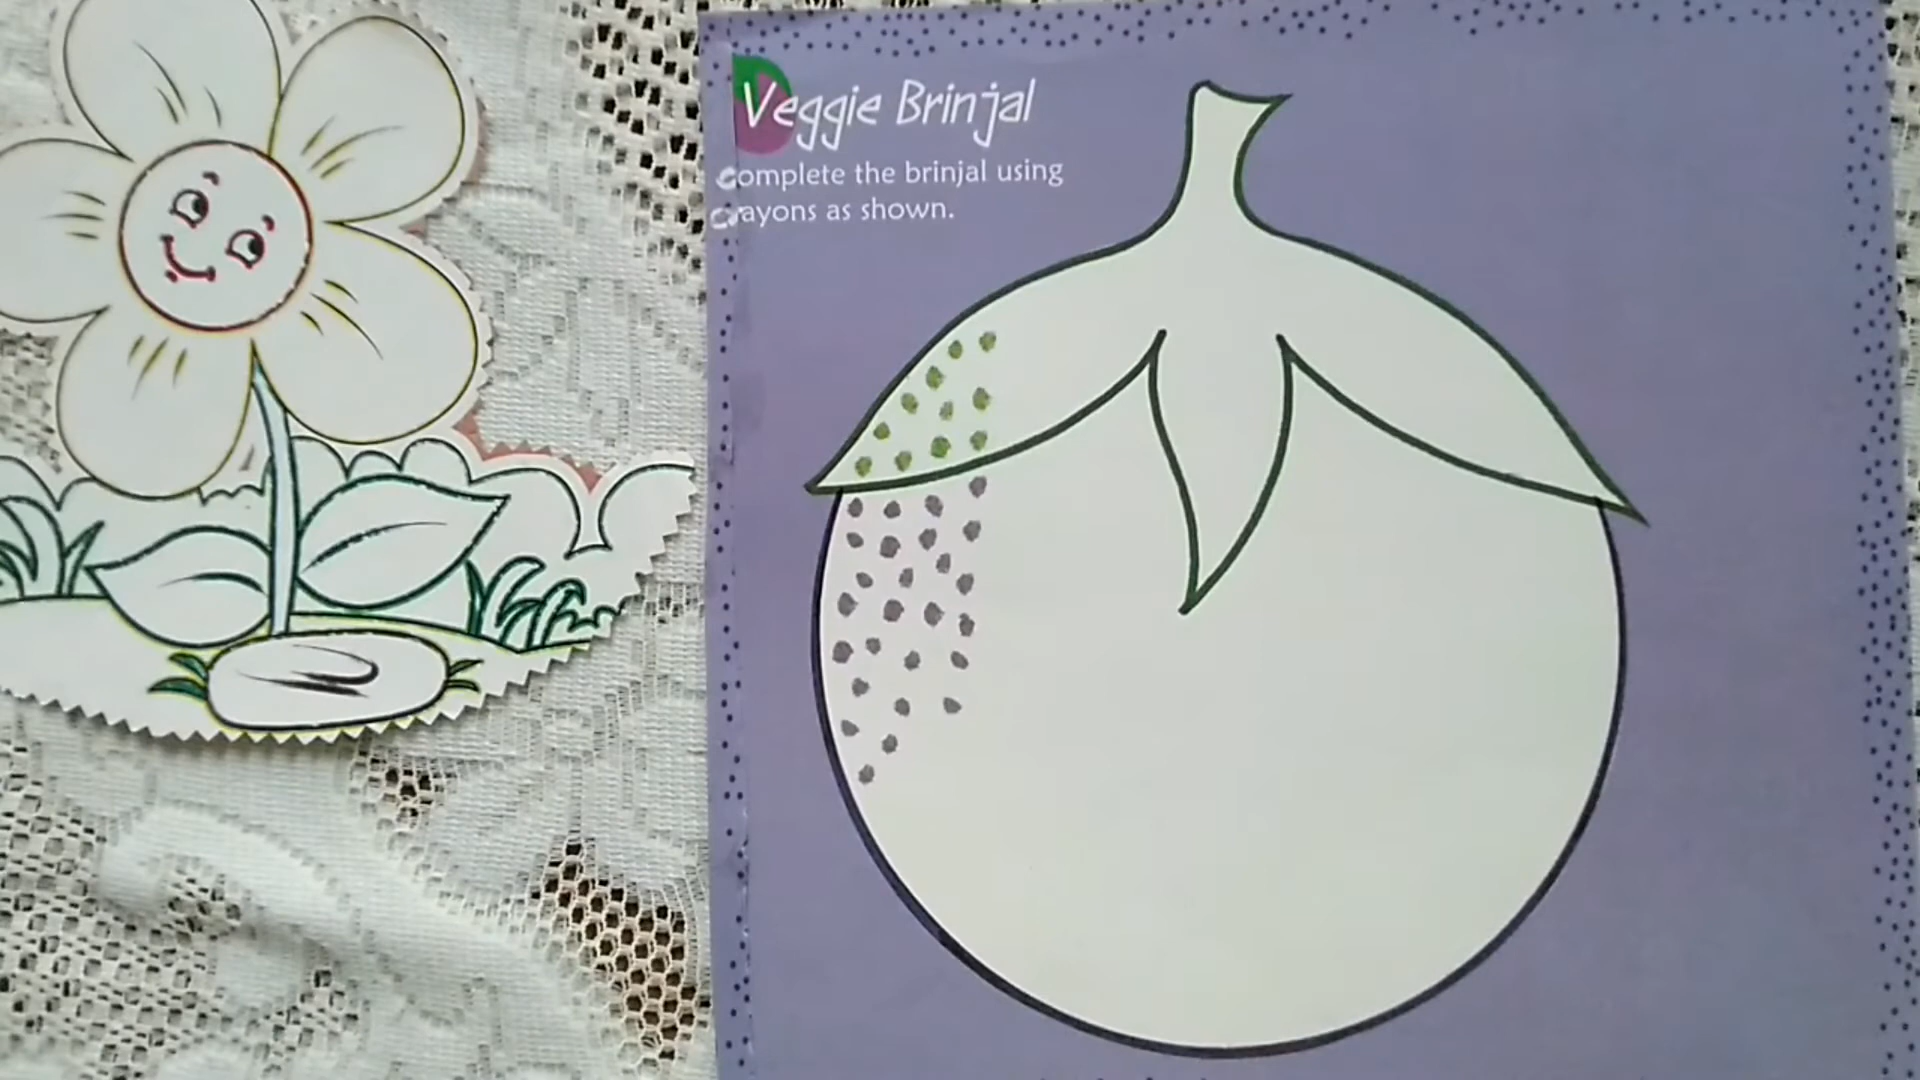 Veggie Brinjal
Complete the brinjal using
crayons as shown.